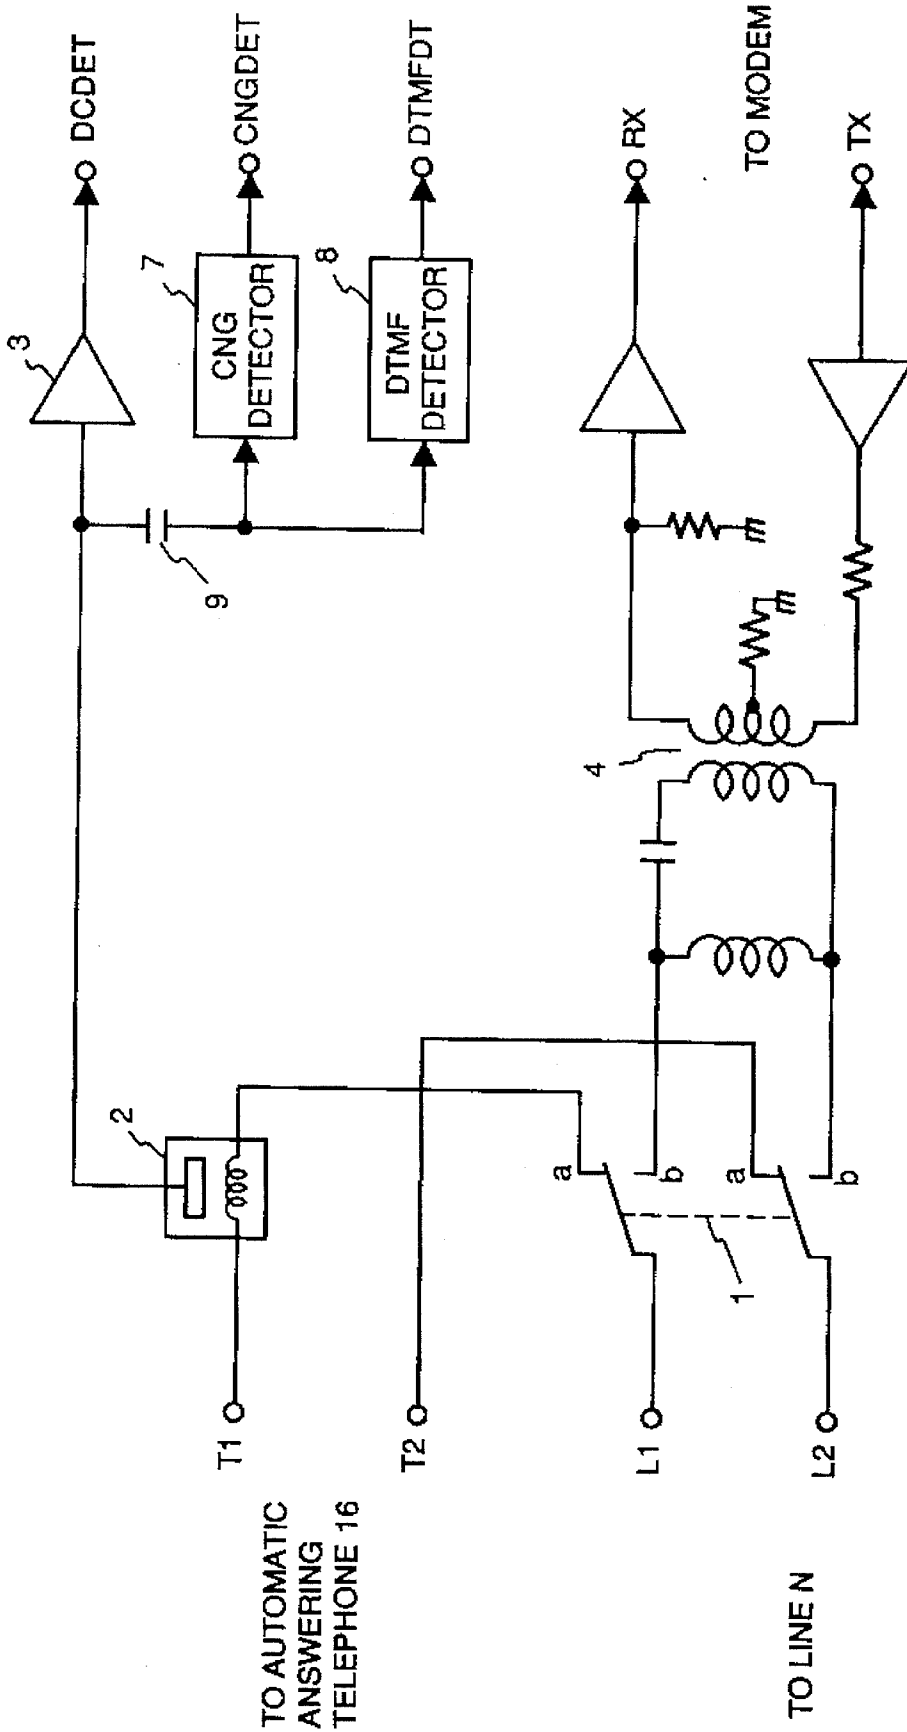 DCDET
3
CNGDET
7
CNG
DETECTOR
DTMFDT
8
DTMF
DETECTOR
9
2
T1
T2
TO AUTOMATIC
ANSWERING
TELEPHONE 16
RX
TO MODEM
TX
4
a
b
a
b
1
L1
L2
TO LINE N